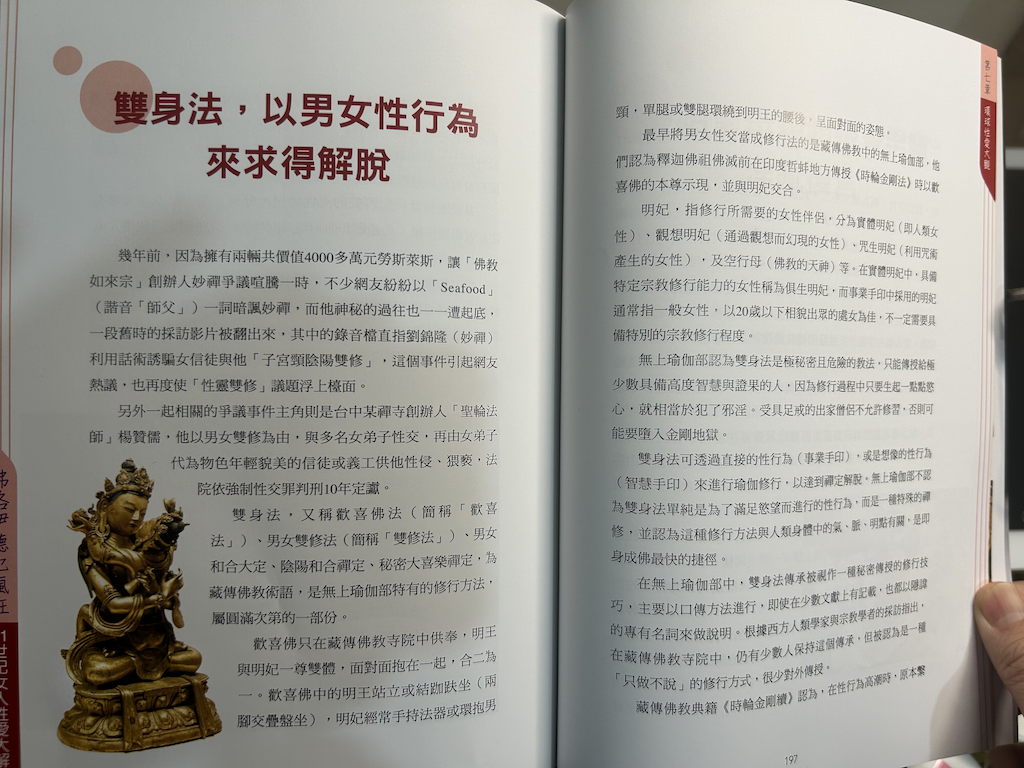 雙身法，以男女性行為
來求得解脫
幾年前，因為擁有兩輛共價值4000多萬元勞斯萊斯，讓「佛教
如來宗」創辦人妙禪爭議喧騰一時，不少網友紛紛以「Seafood」
（諧音「師父」）一詞暗諷妙禪，而他神秘的過往也一一遭起底，
一段舊時的採訪影片被翻出來，其中的錄音檔直指劉錦隆（妙禪）
利用話術誘騙女信徒與他「子宮頸陰陽雙修」，這個事件引起網友
熱議，也再度使「性靈雙修」議題浮上檯面。
另外一起相關的爭議事件主角則是台中某禪寺創辦人「聖輪法
師」楊贊儒，他以男女雙修為由，與多名女弟子性交，再由女弟子
代為物色年輕貌美的信徒或義工供他性侵、猥褻，法
院依強制性交罪判刑10年定讞。
雙身法，又稱歡喜佛法（簡稱「歡喜
法」）、男女雙修法（簡稱「雙修法」）、男女
和合大定、陰陽和合禪定、秘密大喜樂禪定，為
藏傳佛教術語，是無上瑜伽部特有的修行方法，
屬圓滿次第的一部份。
歡喜佛只在藏傳佛教寺院中供奉，明王
與明妃一尊雙體，面對面抱在一起，合二為
一。歡喜佛中的明王站立或結跏趺坐（兩
腳交疊盤坐），明妃經常手持法器或環抱男
頸，單腿或雙腿環繞到明王的腰後，呈面對面的姿態。
最早將男女性交當成修行法的是藏傳佛教中的無上瑜伽部，他
們認為釋迦佛祖佛滅前在印度哲蚌地方傳授《時輪金剛法》時以歡
喜佛的本尊示現，並與明妃交合。
明妃，指修行所需要的女性伴侶，分為實體明妃（即人類女
性）、觀想明妃（通過觀想而幻現的女性）、咒生明妃（利用咒術
產生的女性），及空行母（佛教的天神）等。在實體明妃中，具備
特定宗教修行能力的女性稱為俱生明妃，而事業手印中採用的明妃
通常指一般女性，以20歲以下相貌出眾的處女為佳，不一定需要具
備特別的宗教修行程度。
無上瑜伽部認為雙身法是極秘密且危險的教法，只能傳授給極
少數具備高度智慧與證果的人，因為修行過程中只要生起一點點慾
心，就相當於犯了邪淫。受具足戒的出家僧侶不允許修習，否則可
能要墮入金剛地獄。
雙身法可透過直接的性行為（事業手印），或是想像的性行為
（智慧手印）來進行瑜伽修行，以達到禪定解脫。無上瑜伽部不認
為雙身法單純是為了滿足慾望而進行的性行為，而是一種特殊的禪
修，並認為這種修行方法與人類身體中的氣、脈、明點有關，是即
身成佛最快的捷徑。
在無上瑜伽部中，雙身法傳承被視作一種秘密傳授的修行技
巧，主要以口傳方法進行，即使在少數文獻上有記載，也都以隱諱
的專有名詞來做說明。根據西方人類學家與宗教學者的採訪指出，
在藏傳佛教寺院中，仍有少數人保持這個傳承，但被認為是一種
「只做不說」的修行方式，很少對外傳授。
藏傳佛教典籍《時輪金剛續》認為，在性行為高潮時，原本繫
197
第七章
環球性愛大觀